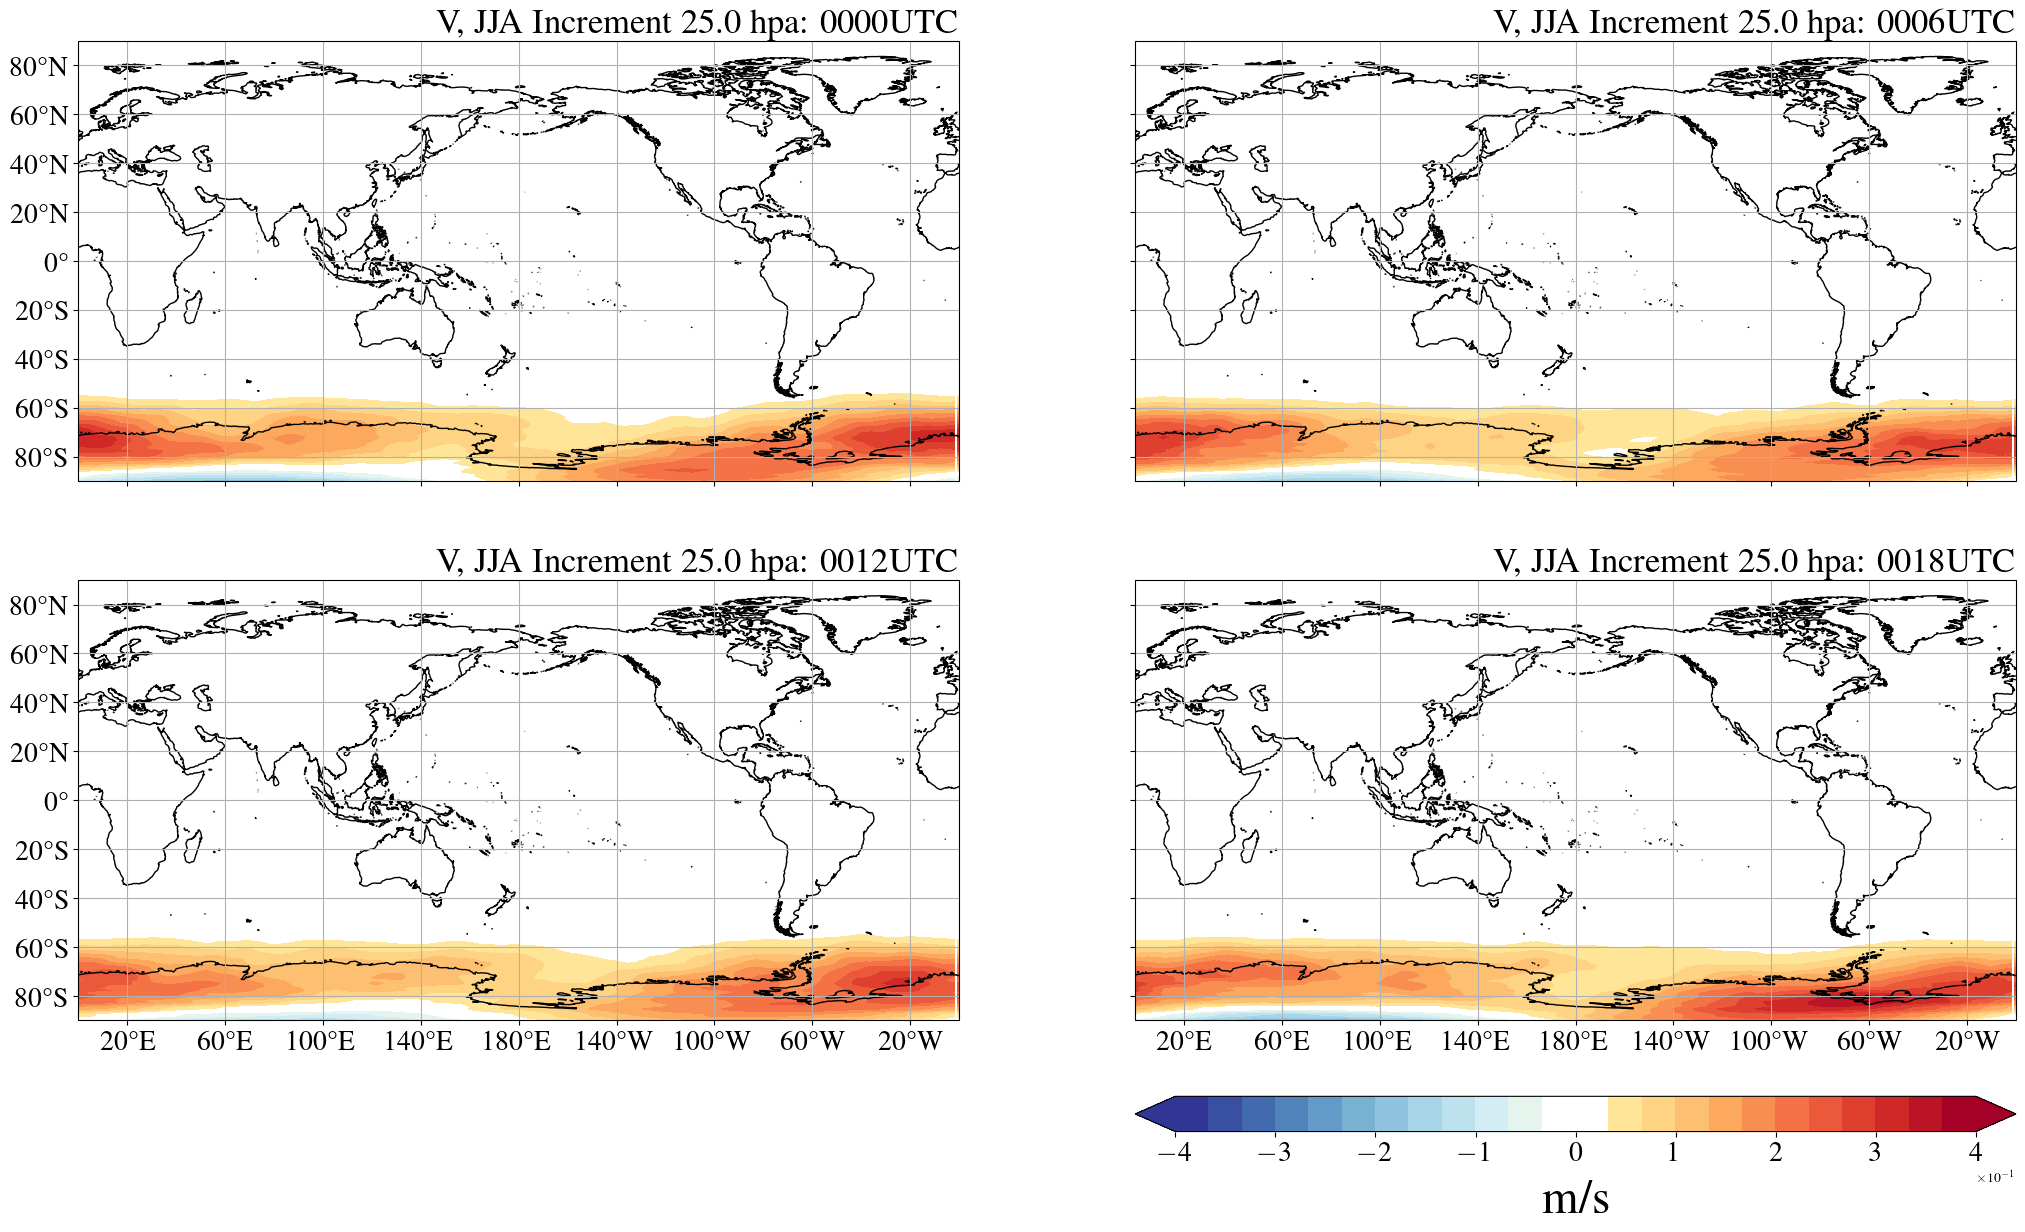 V, JJA Increment 25.0 hpa: 0000UTC
V, JJA Increment 25.0 hpa: 0006UTC
80°N
60°N
40°N
20°N
0°
20°S
40°S
60°S
80°S
V, JJA Increment 25.0 hpa: 0012UTC
V, JJA Increment 25.0 hpa: 0018UTC
80°N
60°N
40°N
20°N
0°
20°S
40°S
60°S
80°S
20°E 60°E 100°E 140°E 180°E 140°W 100°W 60°W 20°W
20°E 60°E 100°E 140°E 180°E 140°W 100°W 60°W 20°W
−4 −3 −2 −1 0 1 2 3 4
×10⁻¹
m/s